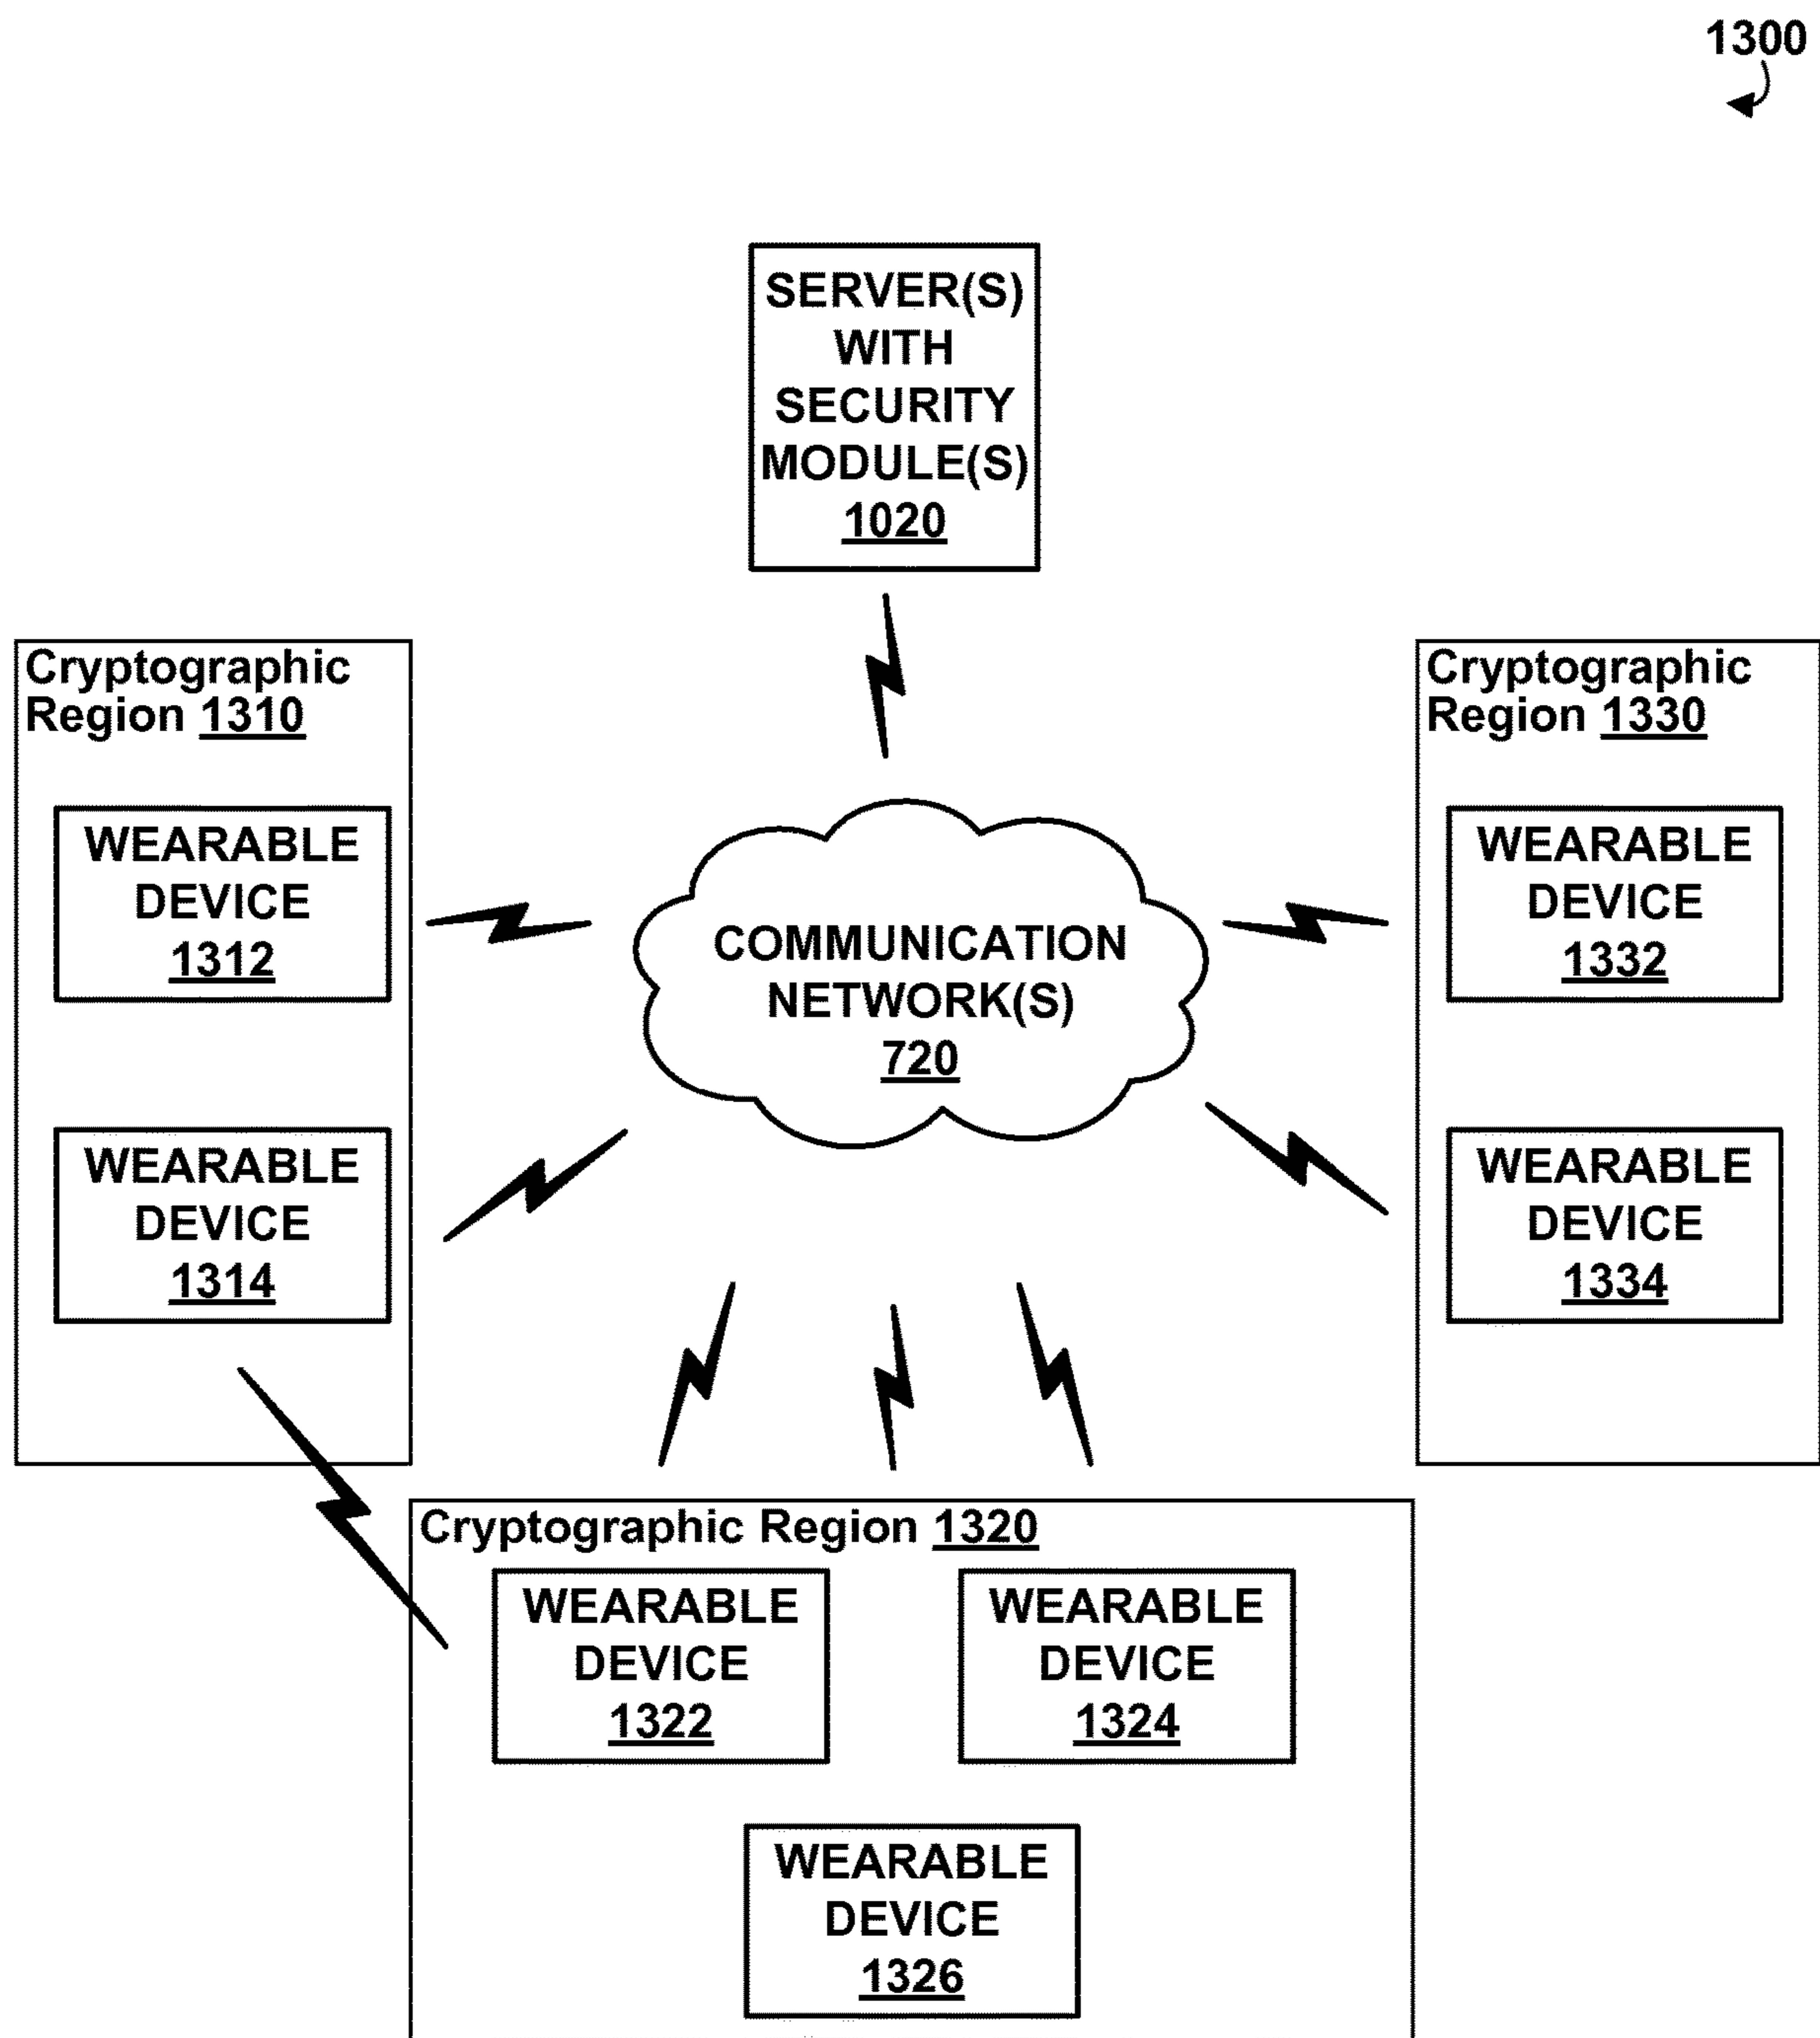 1300
SERVER(S)
WITH
SECURITY
MODULE(S)
1020
Cryptographic
Region 1310
WEARABLE
DEVICE
1312
WEARABLE
DEVICE
1314
COMMUNICATION
NETWORK(S)
720
Cryptographic
Region 1330
WEARABLE
DEVICE
1332
WEARABLE
DEVICE
1334
Cryptographic Region 1320
WEARABLE
DEVICE
1322
WEARABLE
DEVICE
1324
WEARABLE
DEVICE
1326